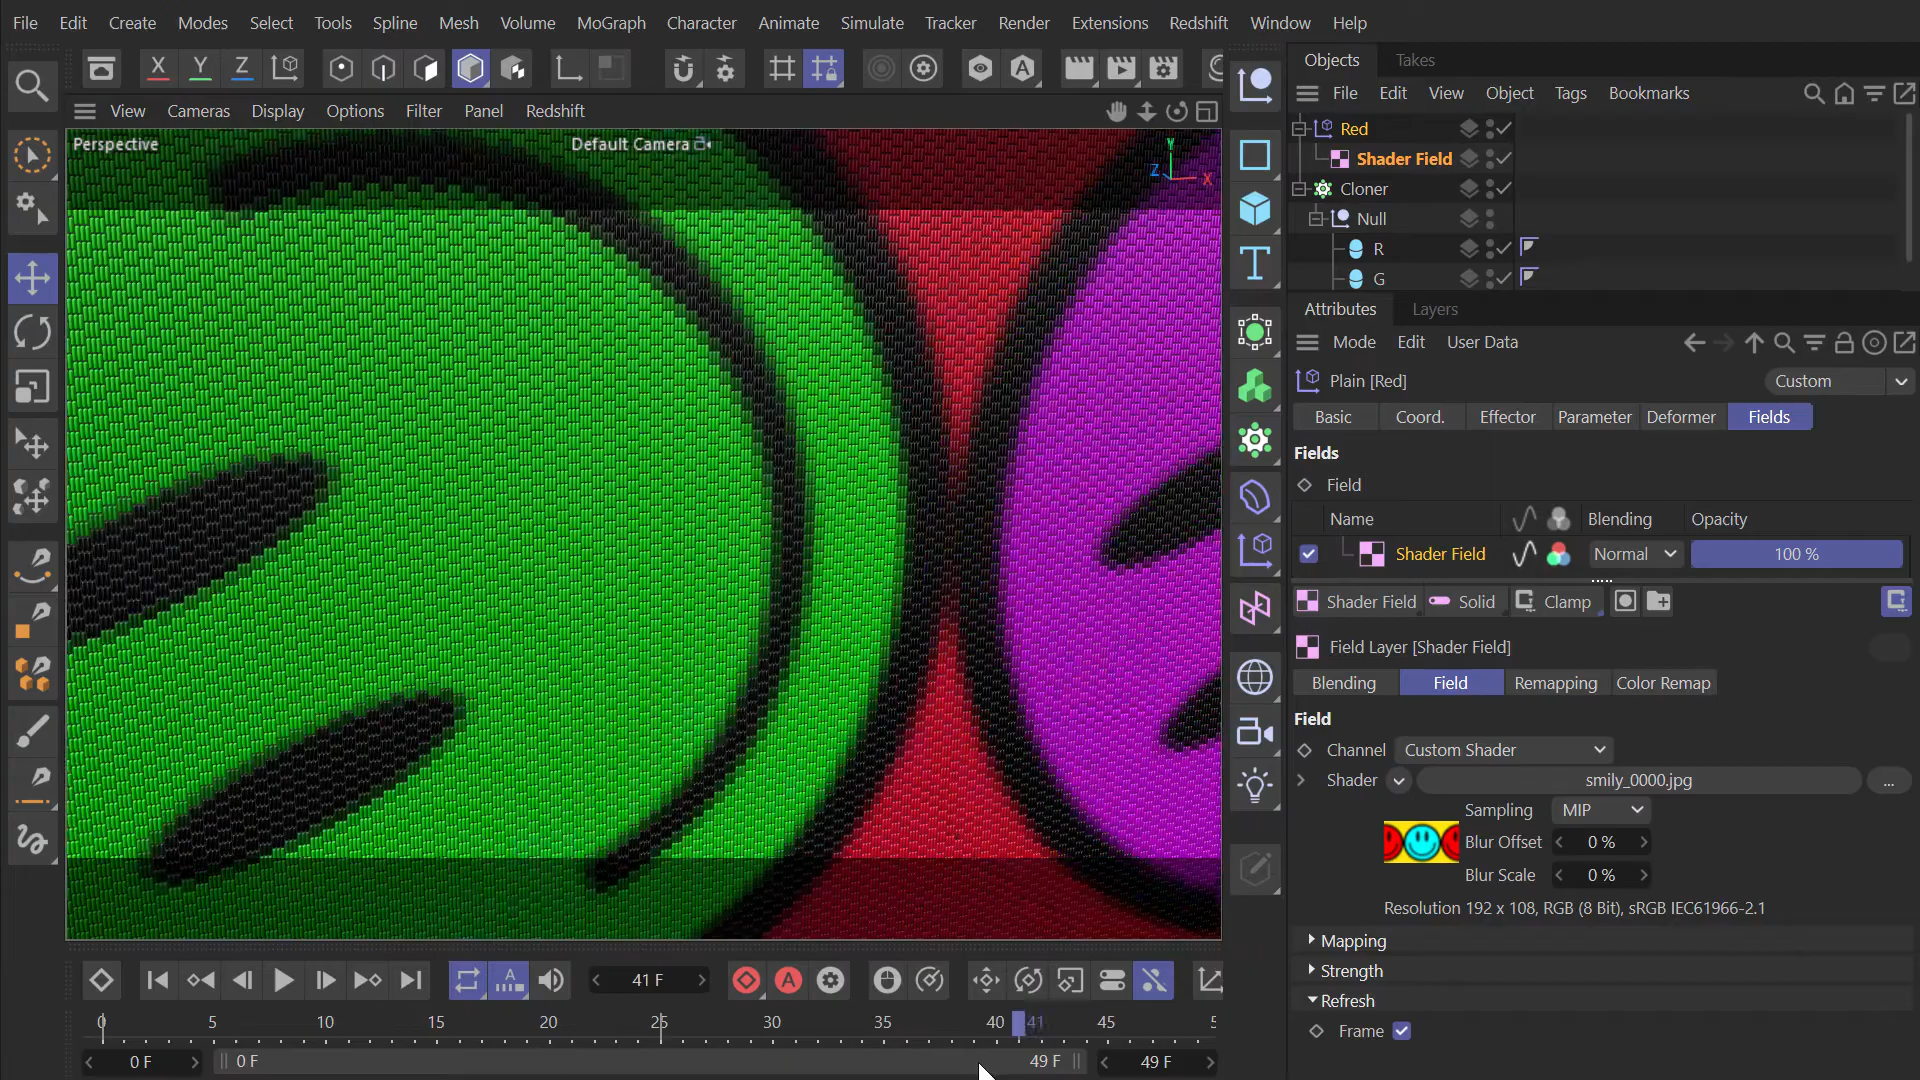 File Edit Create Modes Select Tools Spline Mesh Volume MoGraph Character Animate Simulate Tracker Render Extensions Redshift Window Help
X Y Z
View Cameras Display Options Filter Panel Redshift
Perspective
Default Camera
Y
Z
X
Objects Takes
File Edit View Object Tags Bookmarks
Red
Shader Field
Cloner
Null
R
G
Attributes Layers
Mode Edit User Data
Plain [Red] Custom
Basic Coord. Effector Parameter Deformer Fields
Fields
Field
Name Blending Opacity
Shader Field Normal 100 %
Shader Field Solid Clamp
Field Layer [Shader Field]
Blending Field Remapping Color Remap
Field
Channel Custom Shader
Shader smily_0000.jpg ...
Sampling MIP
Blur Offset 0 %
Blur Scale 0 %
Resolution 192 x 108, RGB (8 Bit), sRGB IEC61966-2.1
Mapping
Strength
Refresh
Frame
A 41 F A
0 5 10 15 20 25 30 35 40 41 45 5
0 F 0 F 49 F 49 F